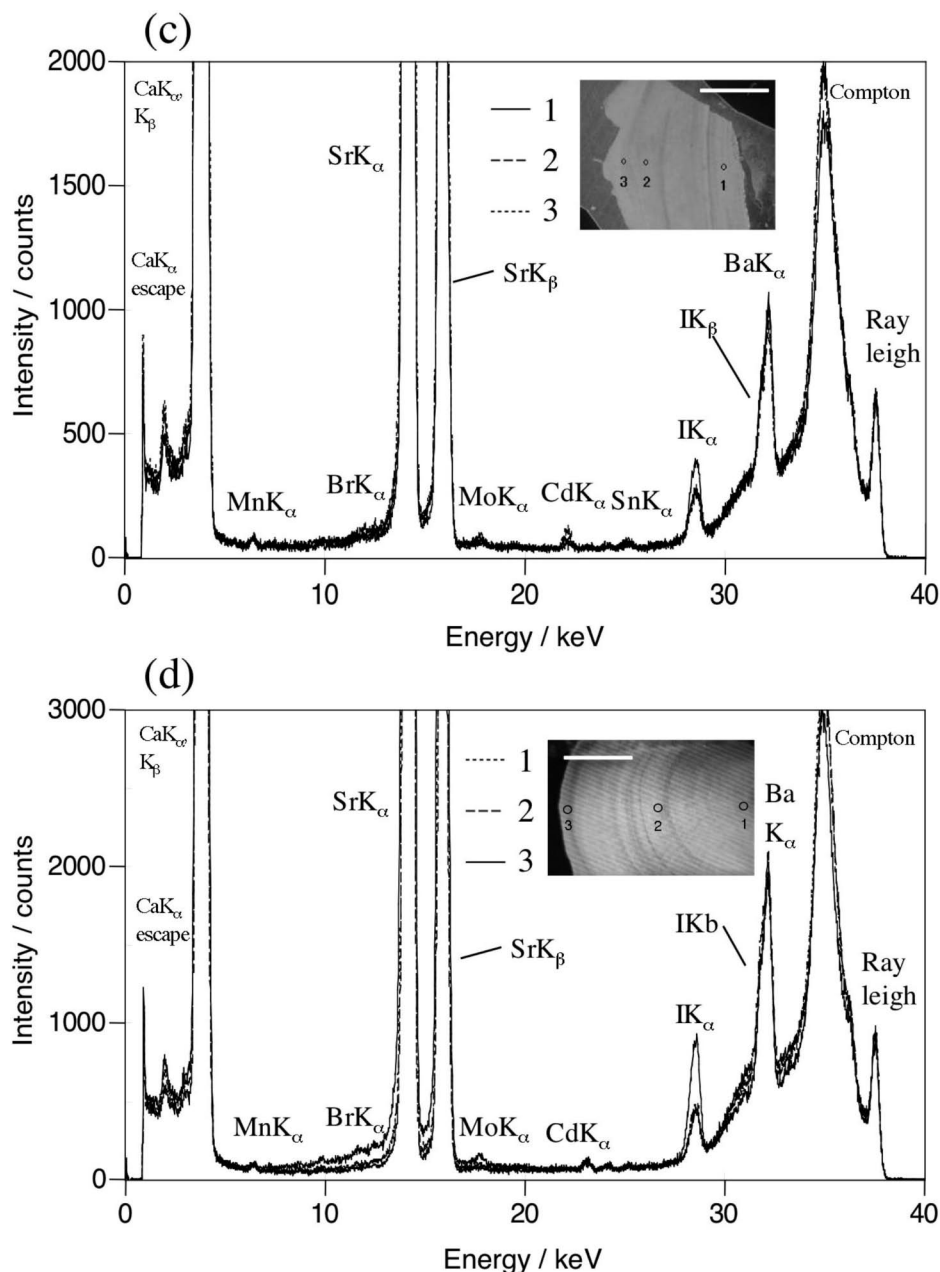 (c)
2000
1500
1000
500
0
Intensity / counts
CaKα,
Kβ
CaKα
escape
SrKα
1
2
3
3 2 1
Compton
SrKβ
BaKα
IKβ
Ray
leigh
IKα
MnKα
BrKα
MoKα
CdKα
SnKα
0 10 20 30 40
Energy / keV
(d)
3000
2000
1000
0
Intensity / counts
CaKα,
Kβ
CaKα
escape
SrKα
1
2
3
3 2 1
Compton
Ba
Kα
SrKβ
IKb
Ray
leigh
IKα
MnKα
BrKα
MoKα
CdKα
0 10 20 30 40
Energy / keV